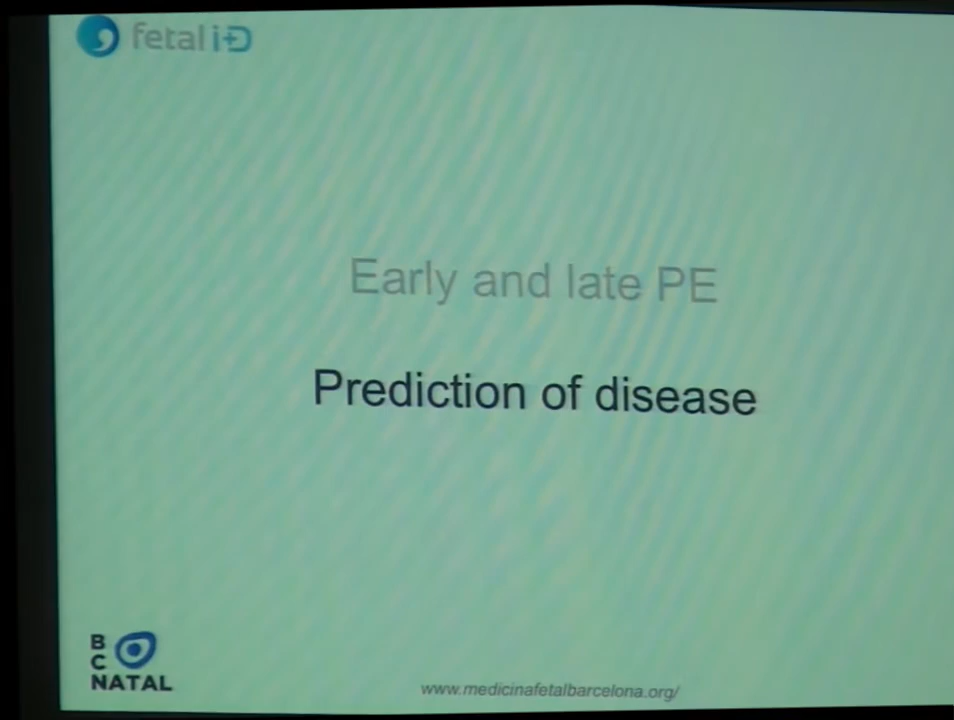 fetal i+D
Early and late PE
Prediction of disease
B
C
NATAL
www.medicinafetalbarcelona.org/